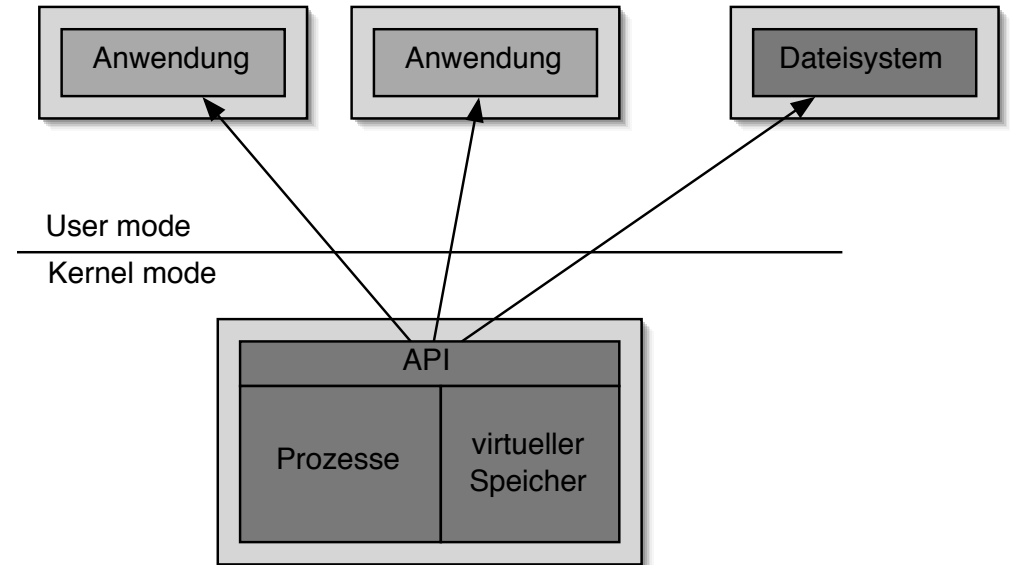 Anwendung
Anwendung
Dateisystem
User mode
Kernel mode
API
Prozesse
virtueller
Speicher